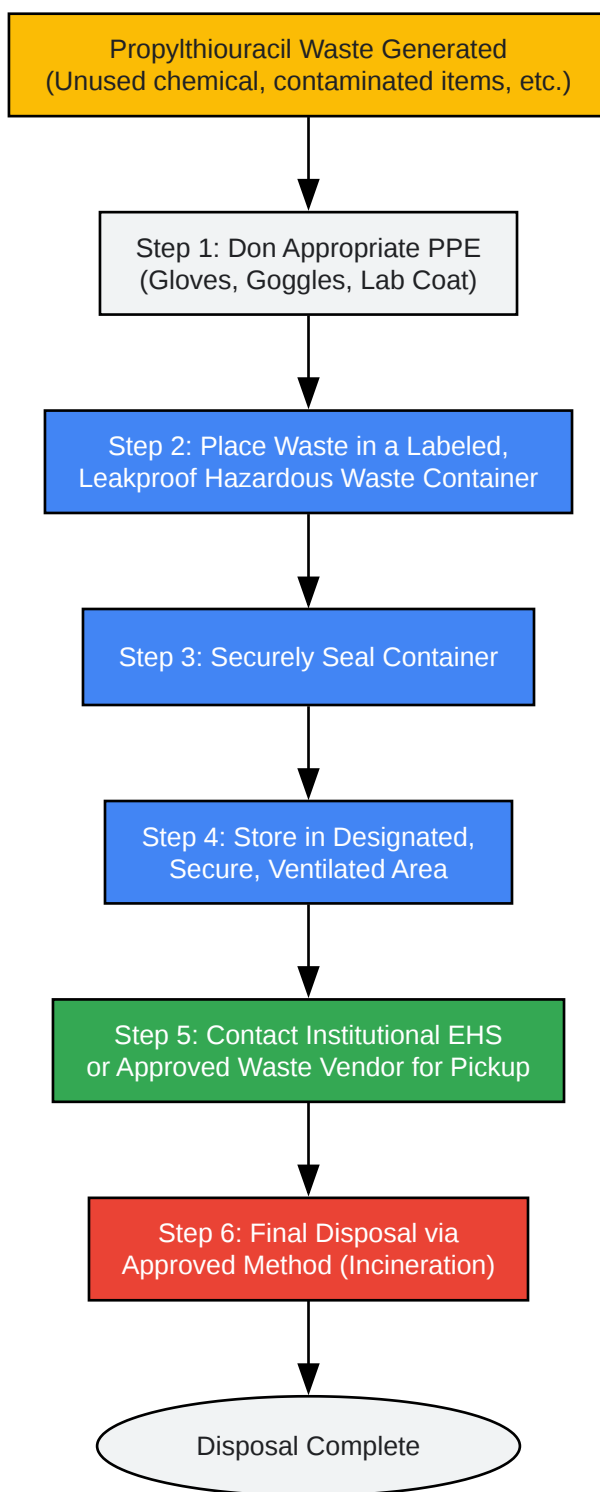 Propylthiouracil Waste Generated
(Unused chemical, contaminated items, etc.)
Step 1: Don Appropriate PPE
(Gloves, Goggles, Lab Coat)
Step 2: Place Waste in a Labeled,
Leakproof Hazardous Waste Container
Step 3: Securely Seal Container
Step 4: Store in Designated,
Secure, Ventilated Area
Step 5: Contact Institutional EHS
or Approved Waste Vendor for Pickup
Step 6: Final Disposal via
Approved Method (Incineration)
Disposal Complete